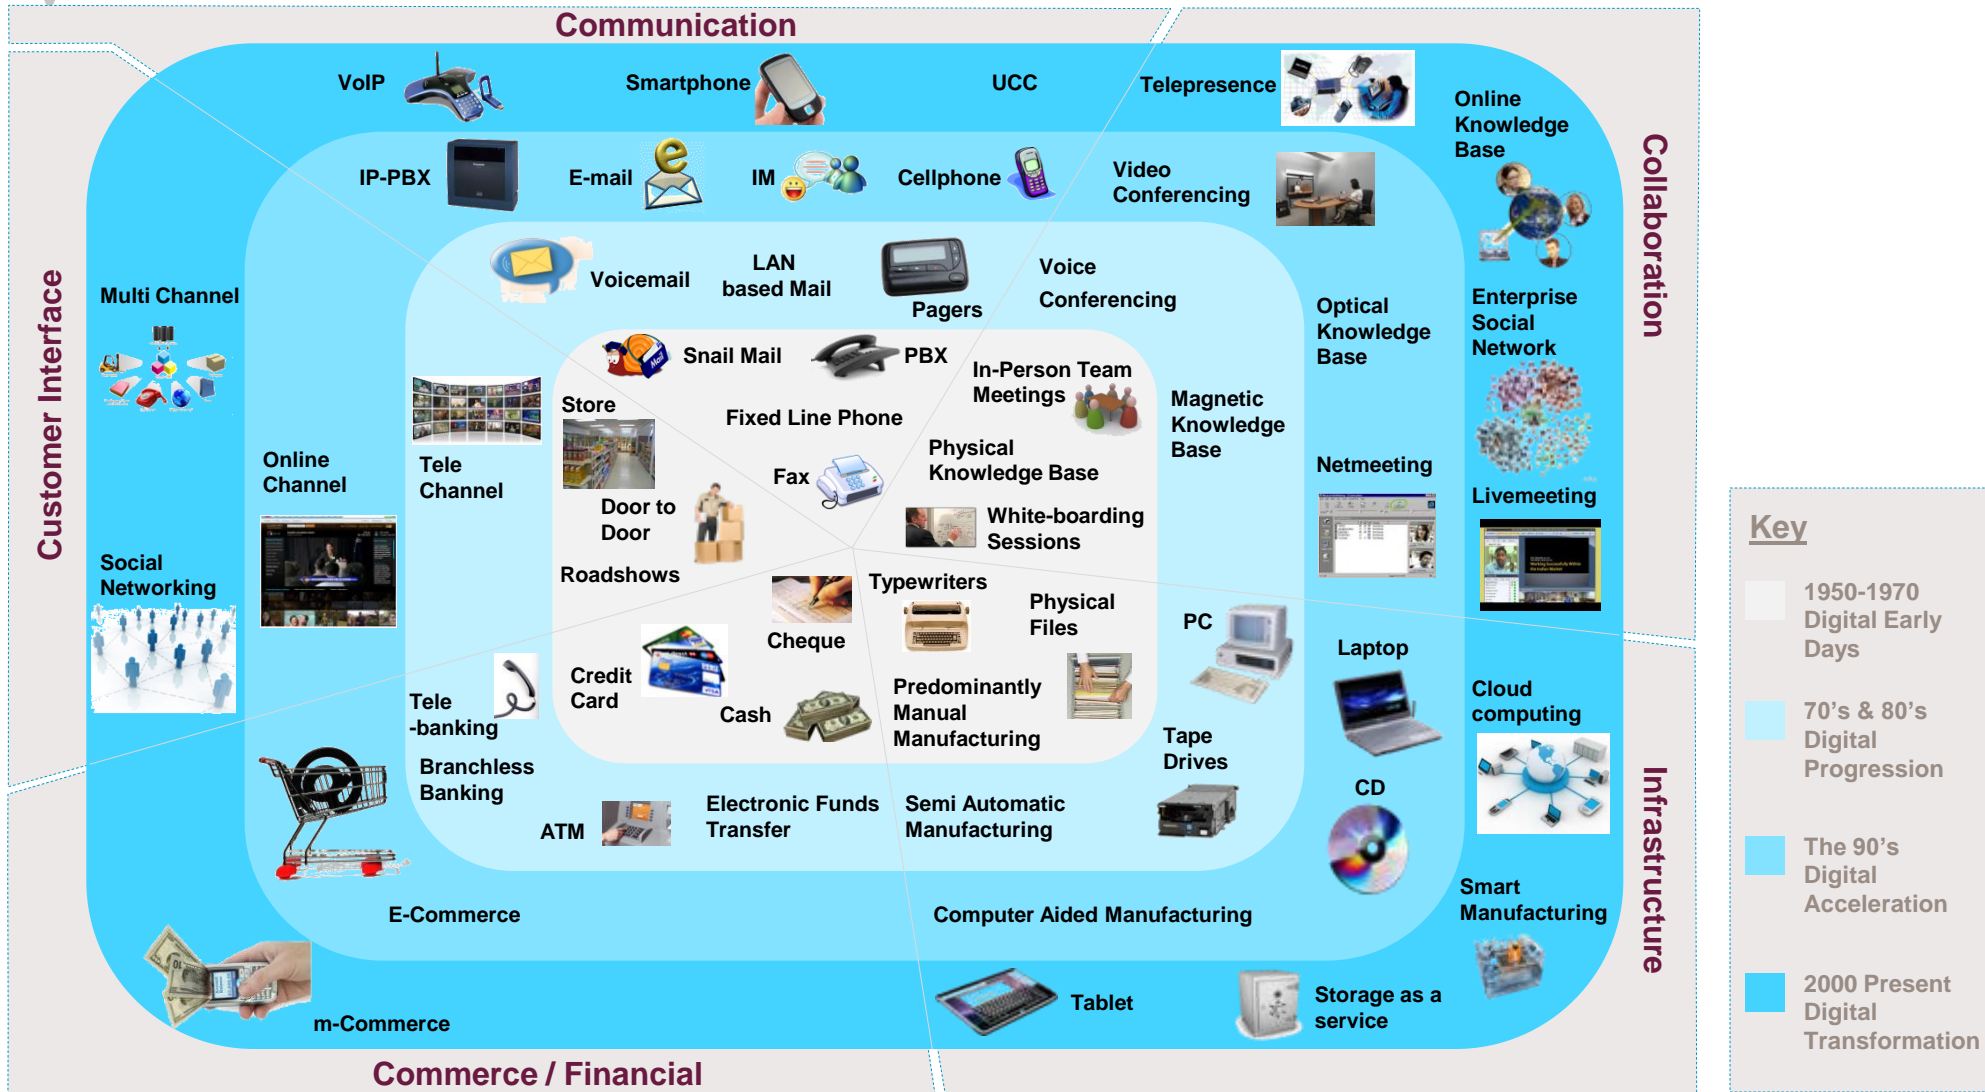 Communication
VoIP
Smartphone
UCC
Telepresence
Online
Knowledge
Base
Collaboration
IP-PBX
E-mail
IM
Cellphone
Video
Conferencing
Customer Interface
Multi Channel
Voicemail
LAN
based Mail
Pagers
Voice
Conferencing
Optical
Knowledge
Base
Enterprise
Social
Network
Snail Mail
PBX
In-Person Team
Meetings
Magnetic
Knowledge
Base
Store
Fixed Line Phone
Physical
Knowledge Base
Online
Channel
Tele
Channel
Fax
Netmeeting
Livemeeting
Door to
Door
White-boarding
Sessions
Social
Networking
Roadshows
Typewriters
Cheque
Physical
Files
PC
Laptop
Credit
Card
Tele
-banking
Cash
Predominantly
Manual
Manufacturing
Cloud
computing
Tape
Drives
Branchless
Banking
ATM
Electronic Funds
Transfer
Semi Automatic
Manufacturing
CD
Infrastructure
E-Commerce
Computer Aided Manufacturing
Smart
Manufacturing
m-Commerce
Tablet
Storage as a
service
Commerce / Financial
Key
1950-1970
Digital Early
Days
70’s & 80’s
Digital
Progression
The 90’s
Digital
Acceleration
2000 Present
Digital
Transformation